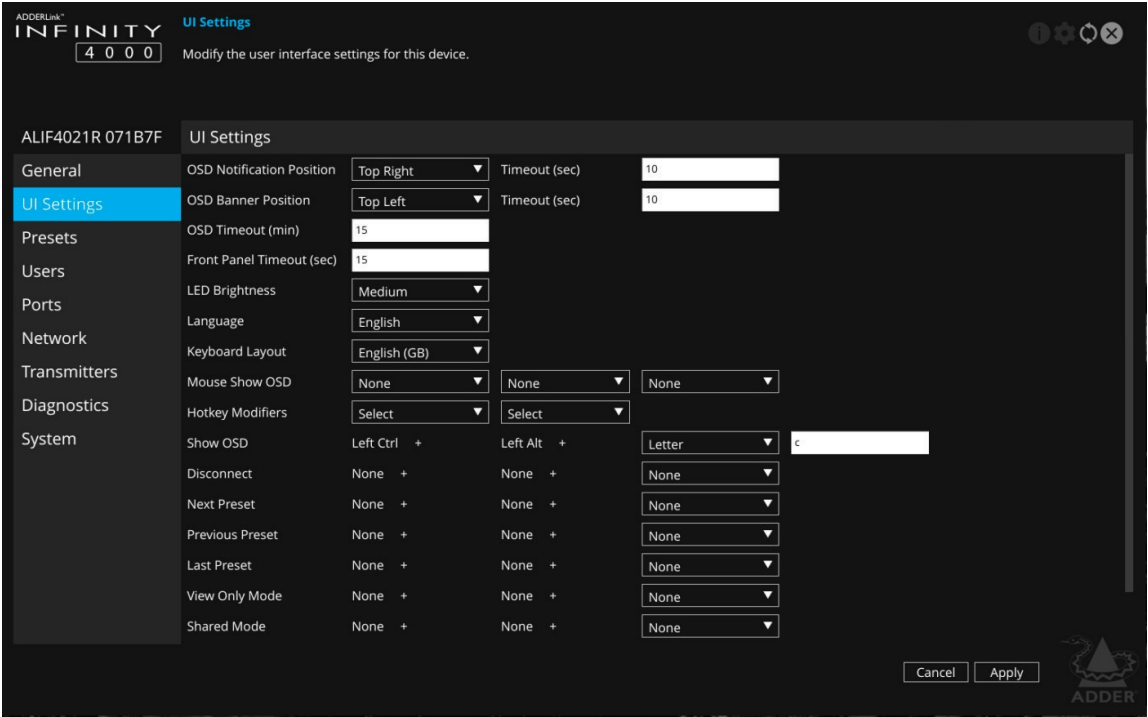 ADDERLink™
INFINITY
4000
UI Settings
Modify the user interface settings for this device.
ALIF4021R 071B7F
UI Settings
General
UI Settings
Presets
Users
Ports
Network
Transmitters
Diagnostics
System
OSD Notification Position Top Right Timeout (sec) 10
OSD Banner Position Top Left Timeout (sec) 10
OSD Timeout (min) 15
Front Panel Timeout (sec) 15
LED Brightness Medium
Language English
Keyboard Layout English (GB)
Mouse Show OSD None None None
Hotkey Modifiers Select Select
Show OSD Left Ctrl + Left Alt + Letter c
Disconnect None + None + None
Next Preset None + None + None
Previous Preset None + None + None
Last Preset None + None + None
View Only Mode None + None + None
Shared Mode None + None + None
Cancel Apply
ADDER